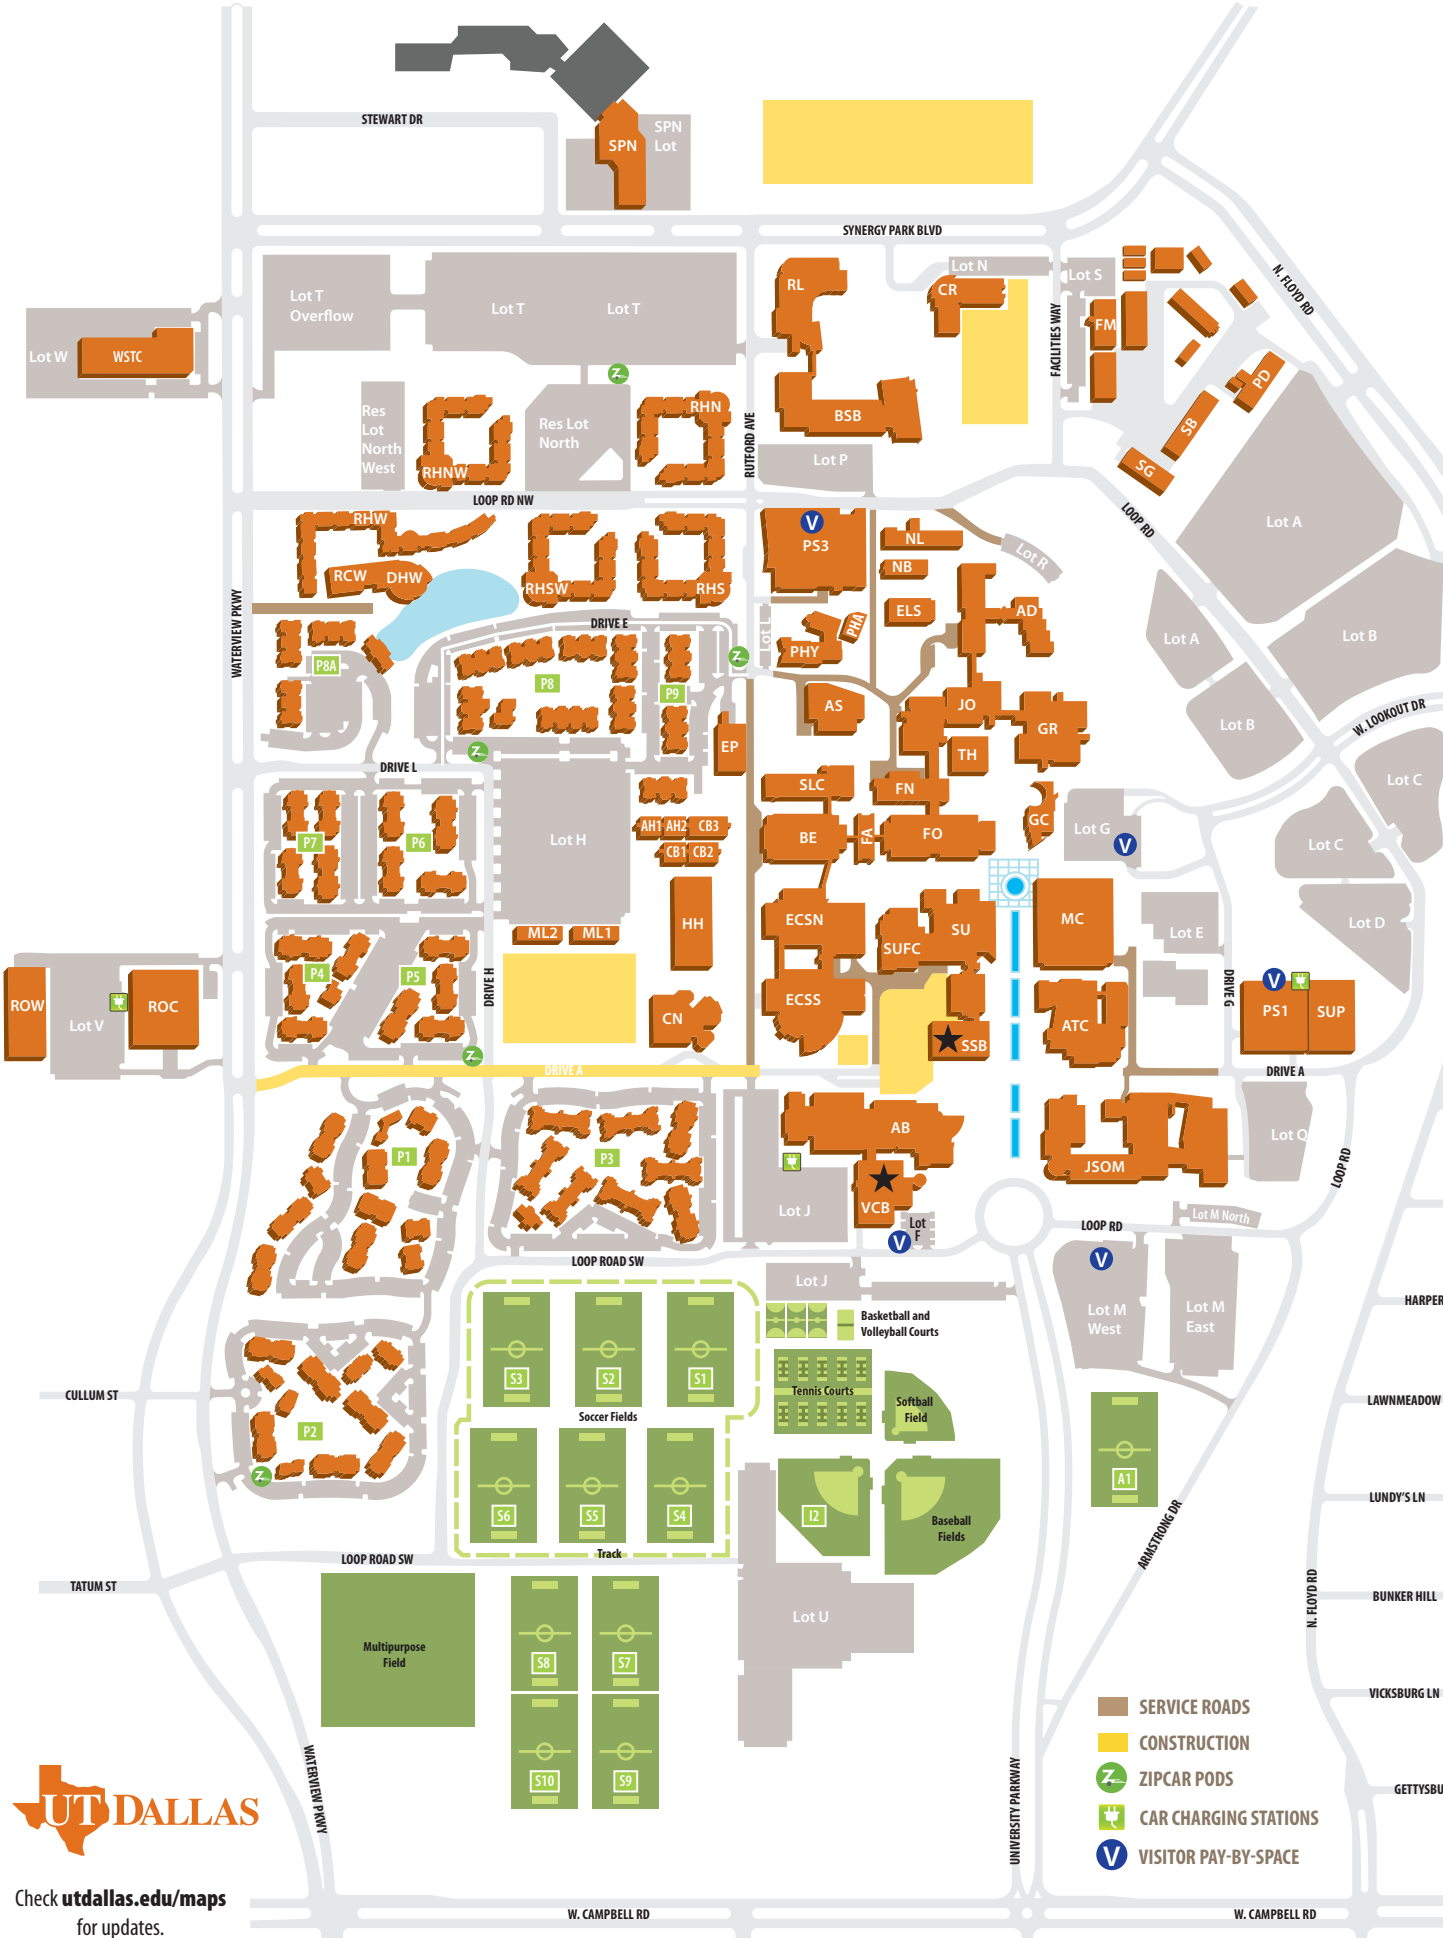 STEWART DR
SPN
Lot
SPN
SYNERGY PARK BLVD
N. FLOYD RD
Lot T
Overflow
Lot T
Lot T
RL
Lot N
CR
Lot S
FACILITIES WAY
FM
Lot W
WSTC
PD
SB
SG
Res
Lot
North
West
RHNW
Res Lot
North
RHN
RUTFORD AVE
BSB
Lot P
LOOP RD NW
LOOP RD
Lot A
RHW
RCW
DHW
RHSW
RHS
PS3
V
NL
NB
Lot R
ELS
AD
WATERVIEW PKWY
DRIVE E
Lot L
PHY
PHA
Lot A
Lot B
P8A
P8
P9
AS
JO
GR
TH
Lot B
W. LOOKOUT DR
EP
DRIVE L
SLC
FN
Lot C
P7
P6
Lot H
AH1
AH2
CB3
CB1
CB2
BE
FA
FO
GC
Lot G
V
Lot C
ML2
ML1
HH
ECSN
SUFC
SU
MC
Lot E
Lot D
P4
P5
DRIVE H
DRIVE G
ROW
Lot V
ROC
CN
ECSS
SSB
ATC
V
PS1
SUP
DRIVE A
DRIVE A
P1
P3
AB
JSOM
Lot Q
LOOP RD
Lot J
VCB
Lot
F
V
LOOP RD
Lot M North
LOOP ROAD SW
Lot J
V
Lot M
West
Lot M
East
HARPER
Basketball and
Volleyball Courts
S3
S2
S1
Tennis Courts
Softball
Field
CULLUM ST
LAWNMEADOW
Soccer Fields
P2
A1
S6
S5
S4
I2
Baseball
Fields
LUNDY'S LN
ARMSTRONG DR
Track
LOOP ROAD SW
TATUM ST
N. FLOYD RD
BUNKER HILL
Lot U
Multipurpose
Field
S8
S7
VICKSBURG LN
SERVICE ROADS
CONSTRUCTION
S10
S9
ZIPCAR PODS
GETTYSBU
WATERVIEW PKWY
UNIVERSITY PARKWAY
CAR CHARGING STATIONS
V
VISITOR PAY-BY-SPACE
UT DALLAS
Check utdallas.edu/maps
for updates.
W. CAMPBELL RD
W. CAMPBELL RD